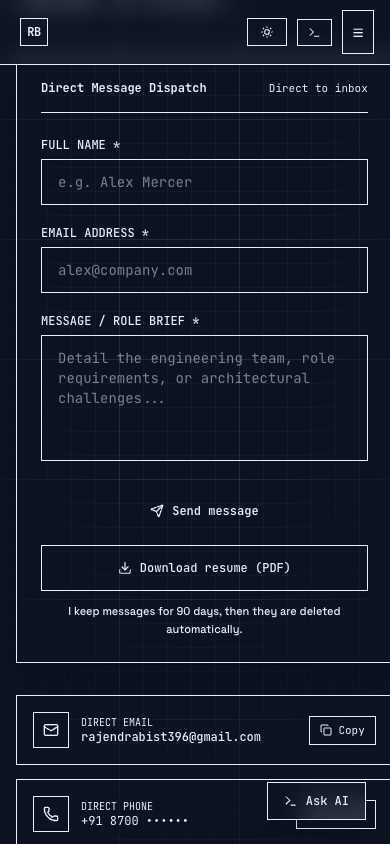 RB
Direct Message Dispatch
Direct to inbox
FULL NAME *
e.g. Alex Mercer
EMAIL ADDRESS *
alex@company.com
MESSAGE / ROLE BRIEF *
Detail the engineering team, role
requirements, or architectural
challenges...
Send message
Download resume (PDF)
I keep messages for 90 days, then they are deleted
automatically.
DIRECT EMAIL
rajendrabist396@gmail.com
Copy
DIRECT PHONE
+91 8700 ••••••
Ask AI